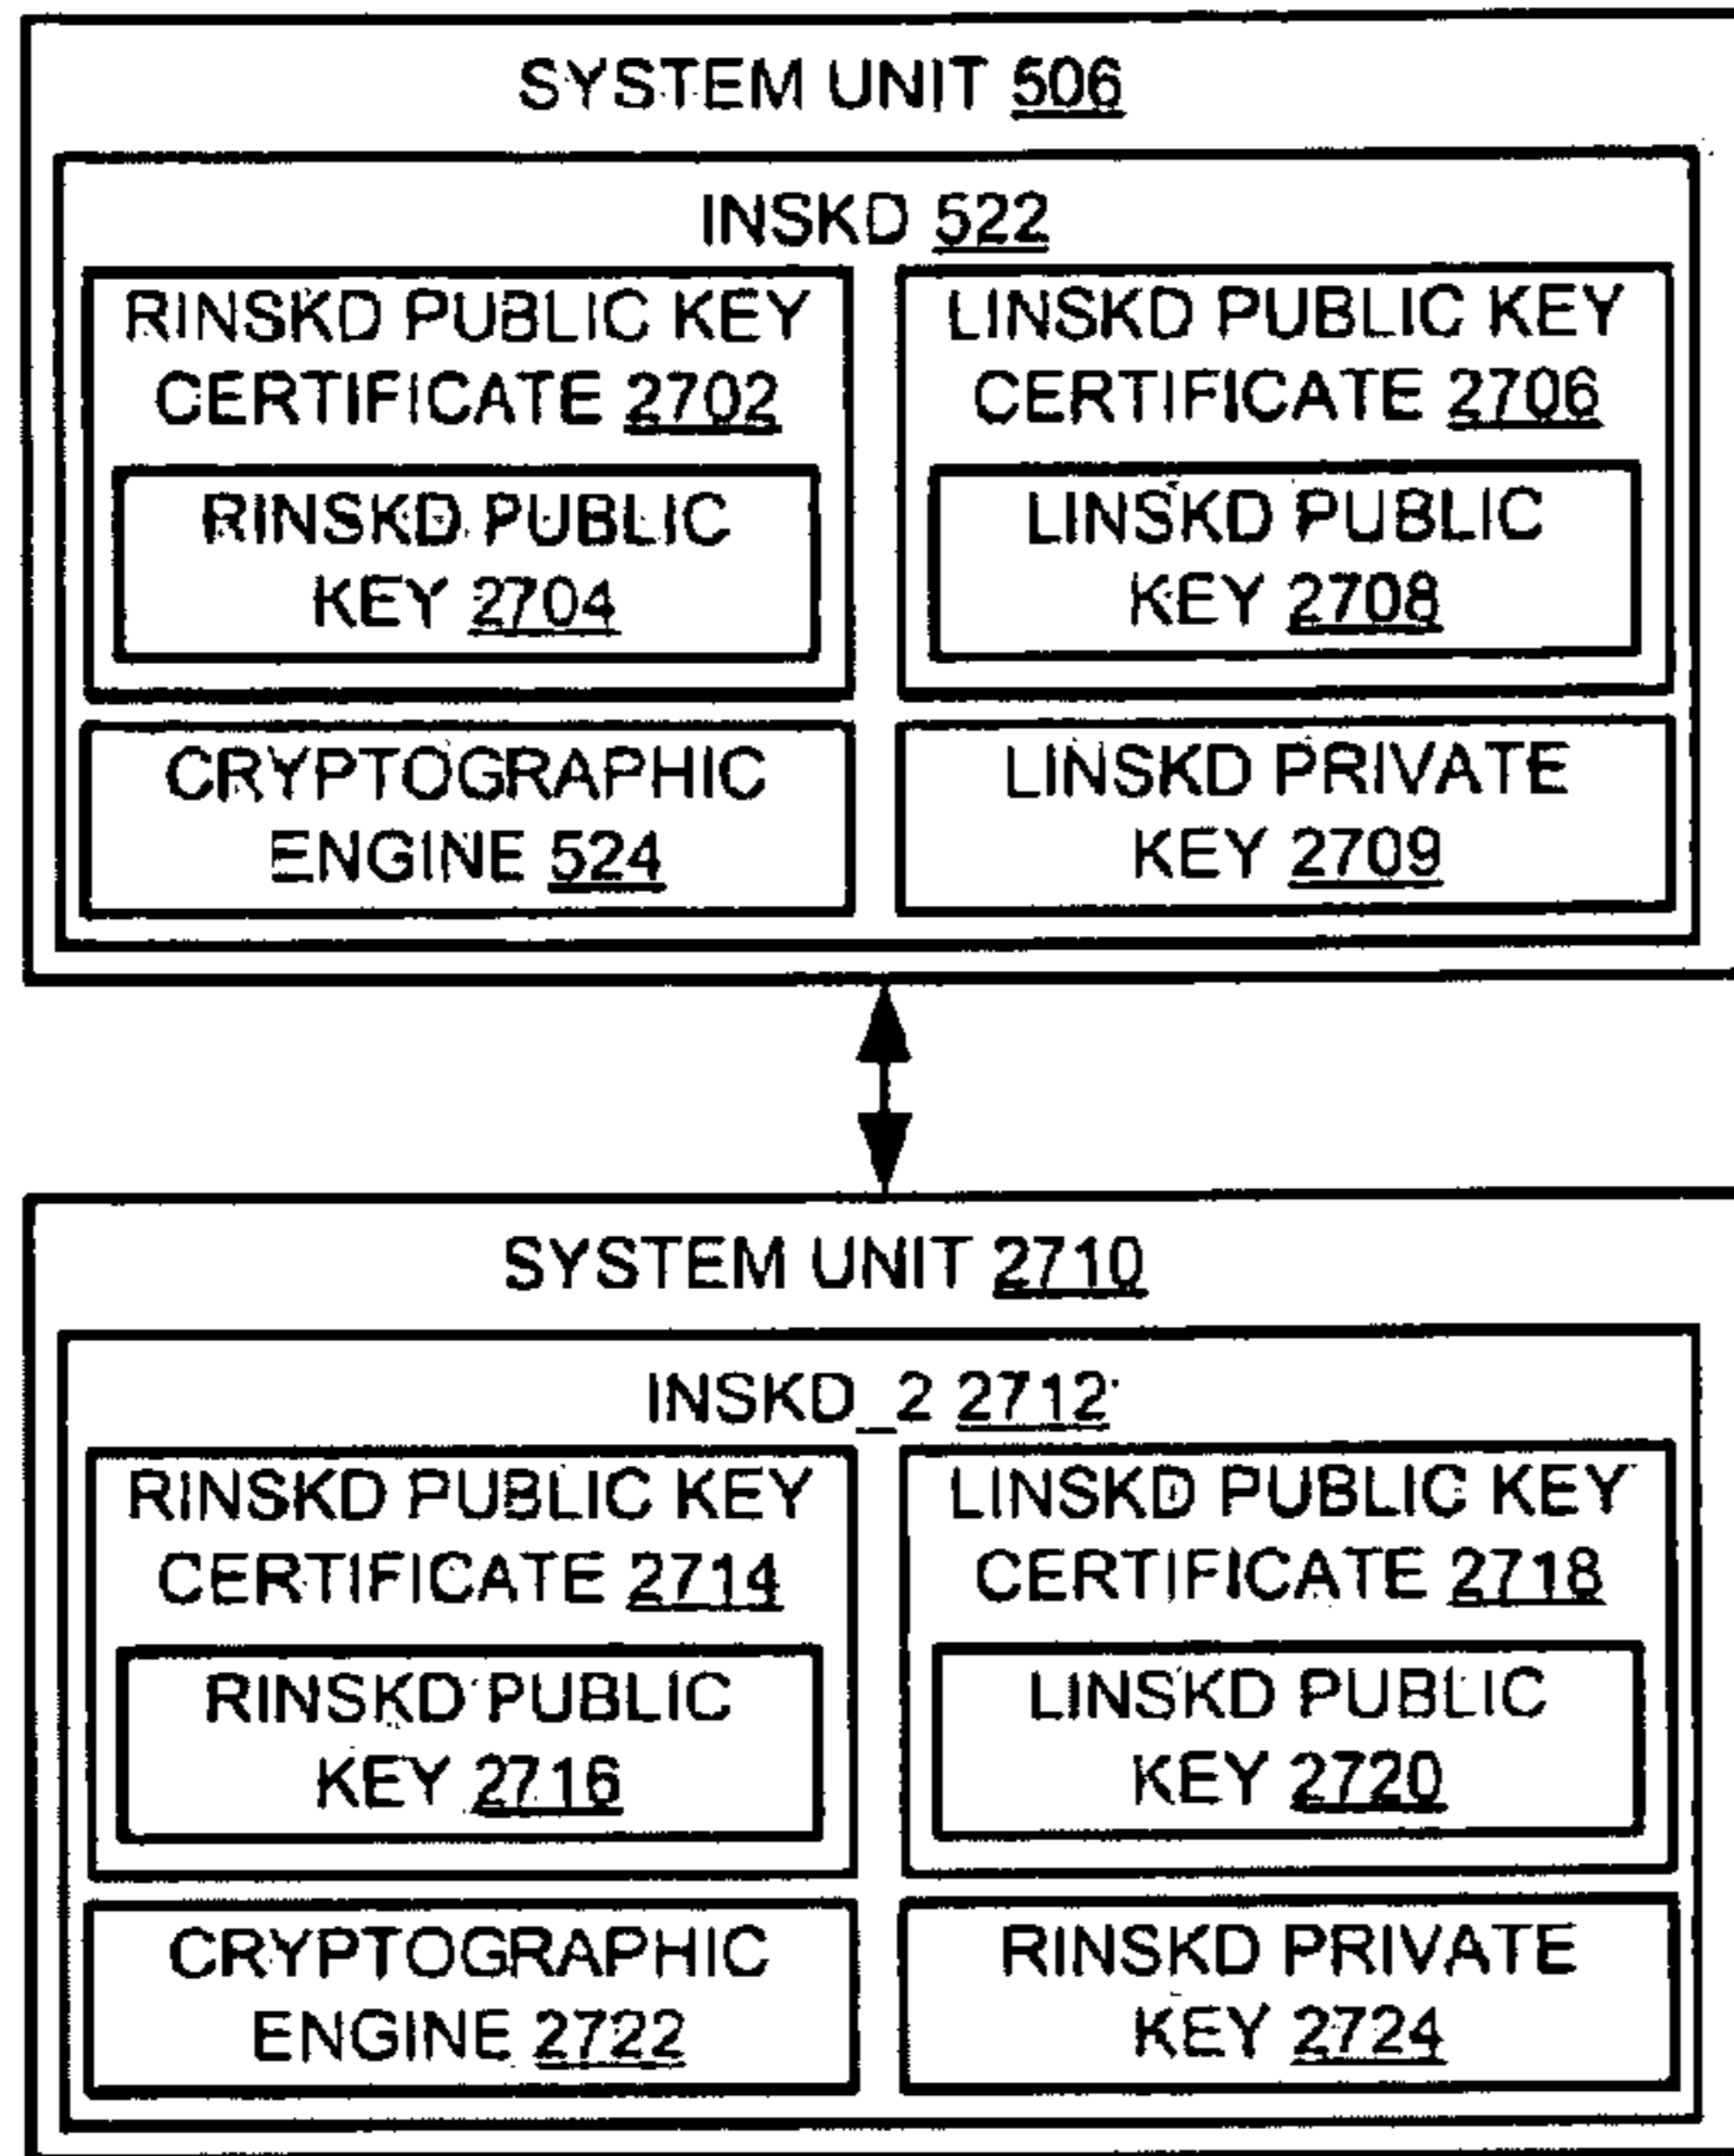 SYSTEM UNIT 506
INSKD 522
RINSKD PUBLIC KEY
CERTIFICATE 2702
RINSKD PUBLIC
KEY 2704
LINSKD PUBLIC KEY
CERTIFICATE 2706
LINSKD PUBLIC
KEY 2708
CRYPTOGRAPHIC
ENGINE 524
LINSKD PRIVATE
KEY 2709
SYSTEM UNIT 2710
INSKD_2 2712
RINSKD PUBLIC KEY
CERTIFICATE 2714
RINSKD PUBLIC
KEY 2716
LINSKD PUBLIC KEY
CERTIFICATE 2718
LINSKD PUBLIC
KEY 2720
CRYPTOGRAPHIC
ENGINE 2722
RINSKD PRIVATE
KEY 2724